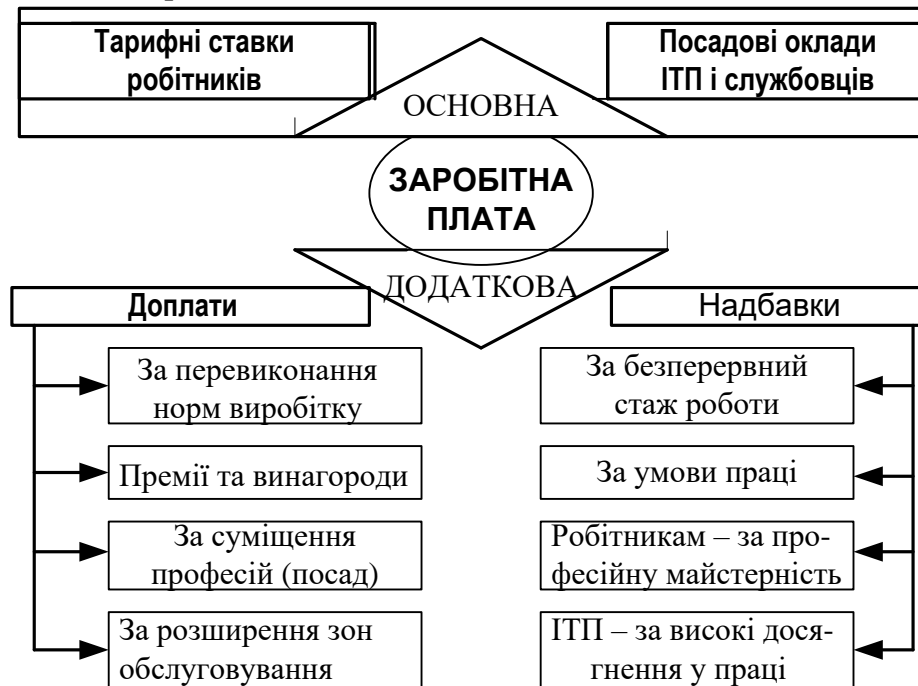 Тарифні ставки
робітників
Посадові оклади
ІТП і службовців
ОСНОВНА
ЗАРОБІТНА
ПЛАТА
ДОДАТКОВА
Доплати
Надбавки
За перевиконання
норм виробітку
Премії та винагороди
За суміщення
професій (посад)
За розширення зон
обслуговування
За безперервний
стаж роботи
За умови праці
Робітникам – за про-
фесійну майстерність
ІТП – за високі дося-
гнення у праці